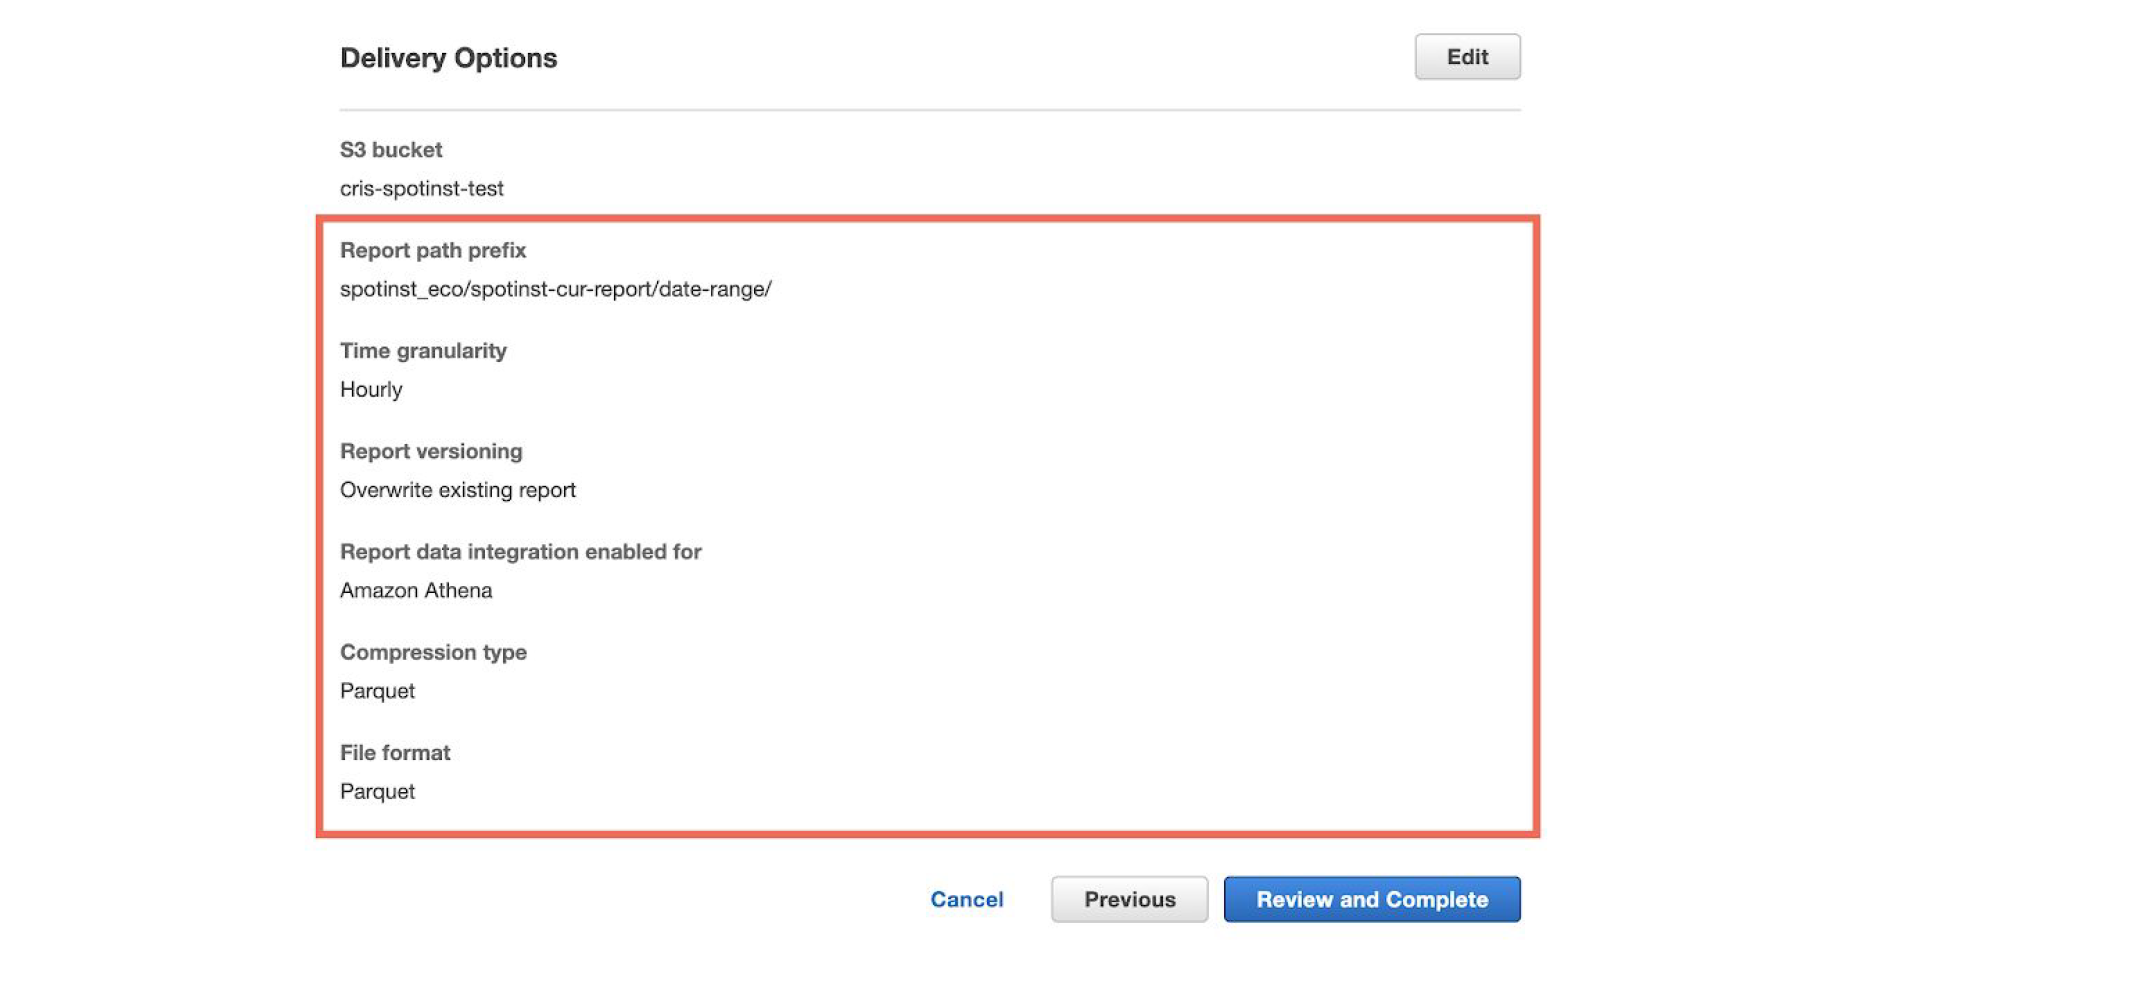 Delivery Options
Edit
S3 bucket
cris-spotinst-test
Report path prefix
spotinst_eco/spotinst-cur-report/date-range/
Time granularity
Hourly
Report versioning
Overwrite existing report
Report data integration enabled for
Amazon Athena
Compression type
Parquet
File format
Parquet
Cancel
Previous
Review and Complete